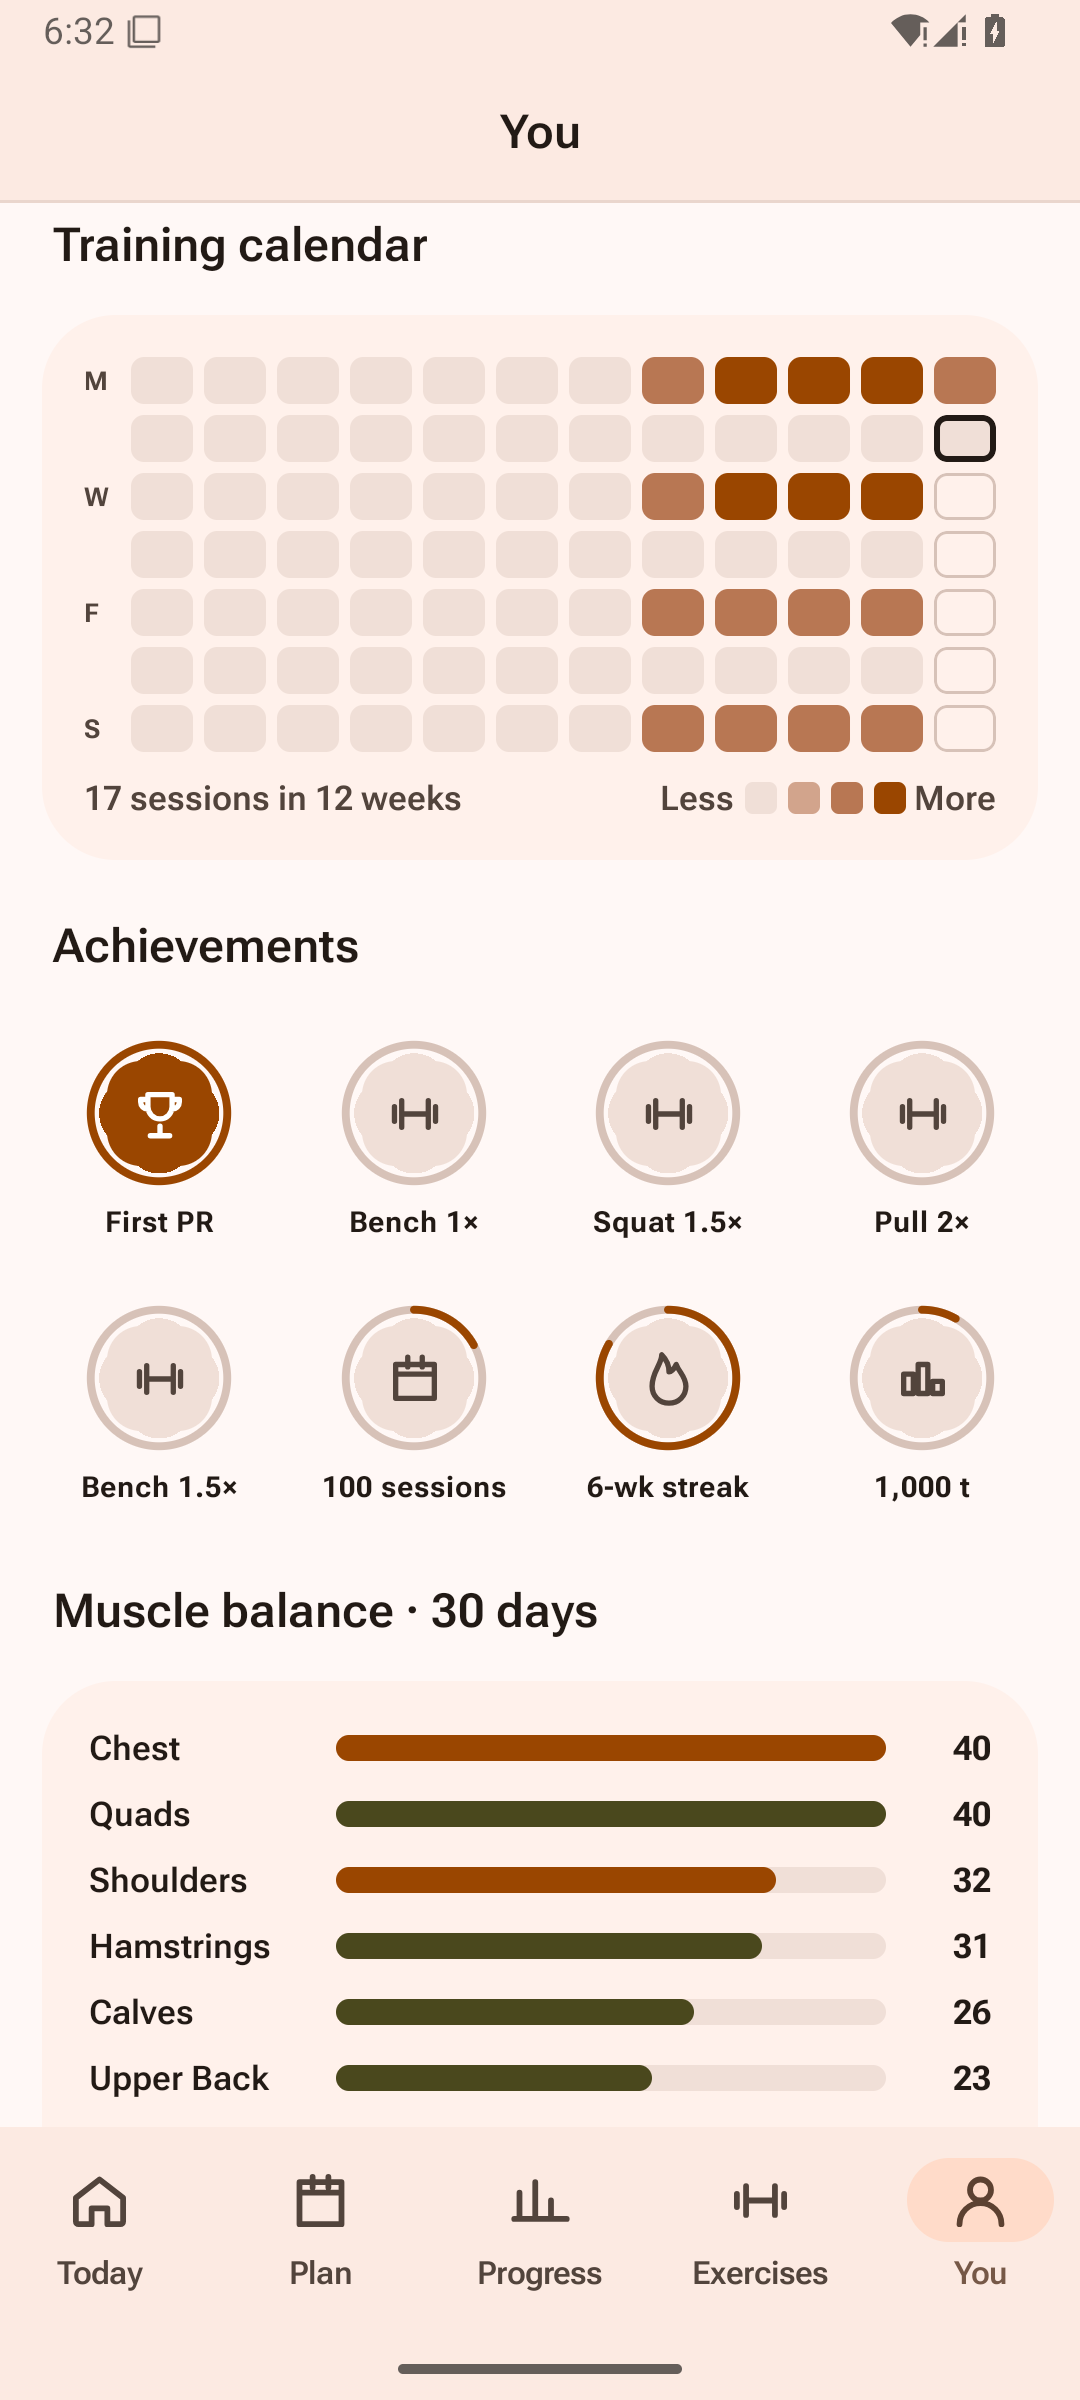 6:32
You
Training calendar
M
W
F
S
17 sessions in 12 weeks
Less
More
Achievements
First PR
Bench 1×
Squat 1.5×
Pull 2×
Bench 1.5×
100 sessions
6-wk streak
1,000 t
Muscle balance · 30 days
Chest 40
Quads 40
Shoulders 32
Hamstrings 31
Calves 26
Upper Back 23
Today
Plan
Progress
Exercises
You